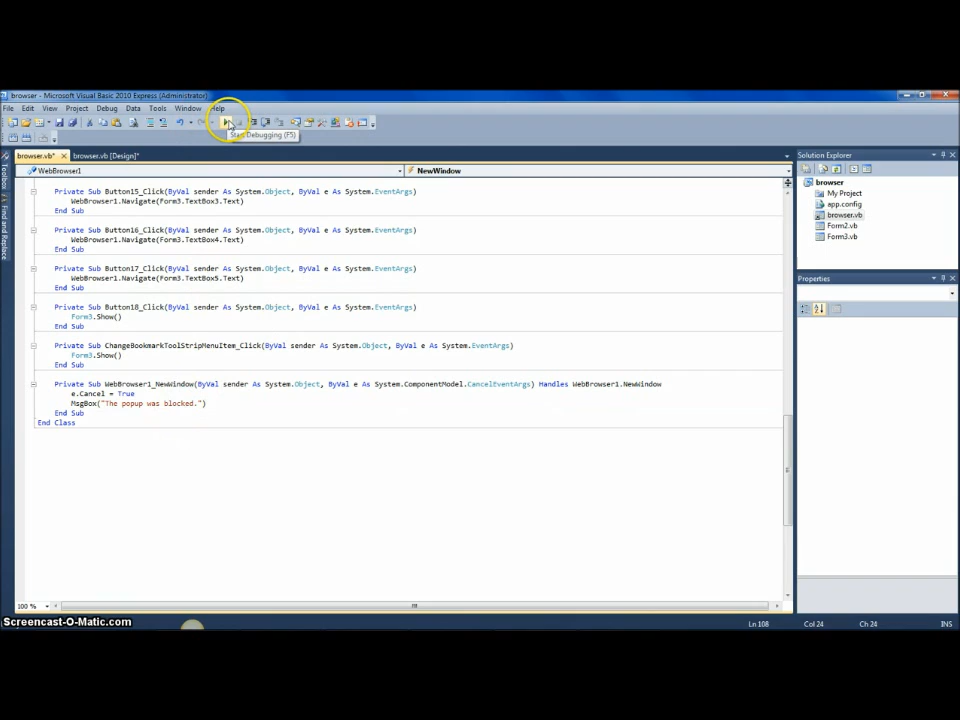 browser - Microsoft Visual Basic 2010 Express (Administrator)
File Edit View Project Debug Data Tools Window Help
Start Debugging (F5)
browser.vb* browser.vb [Design]*
Solution Explorer
WebBrowser1 NewWindow
Toolbox
Find and Replace
Private Sub Button15_Click(ByVal sender As System.Object, ByVal e As System.EventArgs)
WebBrowser1.Navigate(Form3.TextBox3.Text)
End Sub
Private Sub Button16_Click(ByVal sender As System.Object, ByVal e As System.EventArgs)
WebBrowser1.Navigate(Form3.TextBox4.Text)
End Sub
Private Sub Button17_Click(ByVal sender As System.Object, ByVal e As System.EventArgs)
WebBrowser1.Navigate(Form3.TextBox5.Text)
End Sub
Private Sub Button18_Click(ByVal sender As System.Object, ByVal e As System.EventArgs)
Form3.Show()
End Sub
Private Sub ChangeBookmarkToolStripMenuItem_Click(ByVal sender As System.Object, ByVal e As System.EventArgs)
Form3.Show()
End Sub
Private Sub WebBrowser1_NewWindow(ByVal sender As System.Object, ByVal e As System.ComponentModel.CancelEventArgs) Handles WebBrowser1.NewWindow
e.Cancel = True
MsgBox("The popup was blocked.")
End Sub
End Class
browser
My Project
app.config
browser.vb
Form2.vb
Form3.vb
Properties
100 %
Screencast-O-Matic.com
Ln 108 Col 24 Ch 24 INS